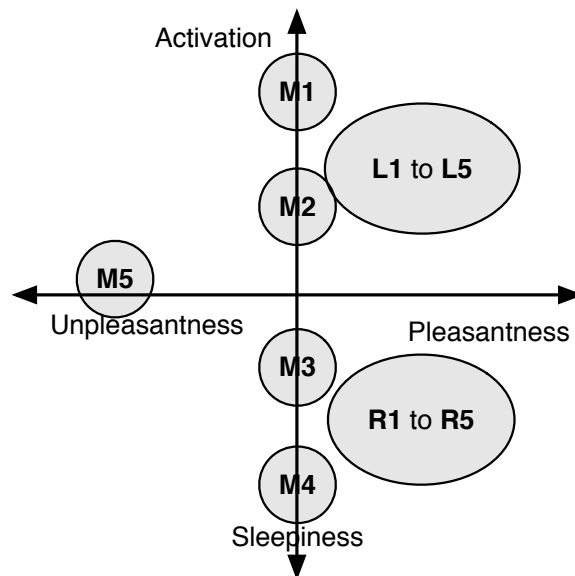 Activation
M1
L1 to L5
M2
M5
Unpleasantness
Pleasantness
M3
R1 to R5
M4
Sleepiness